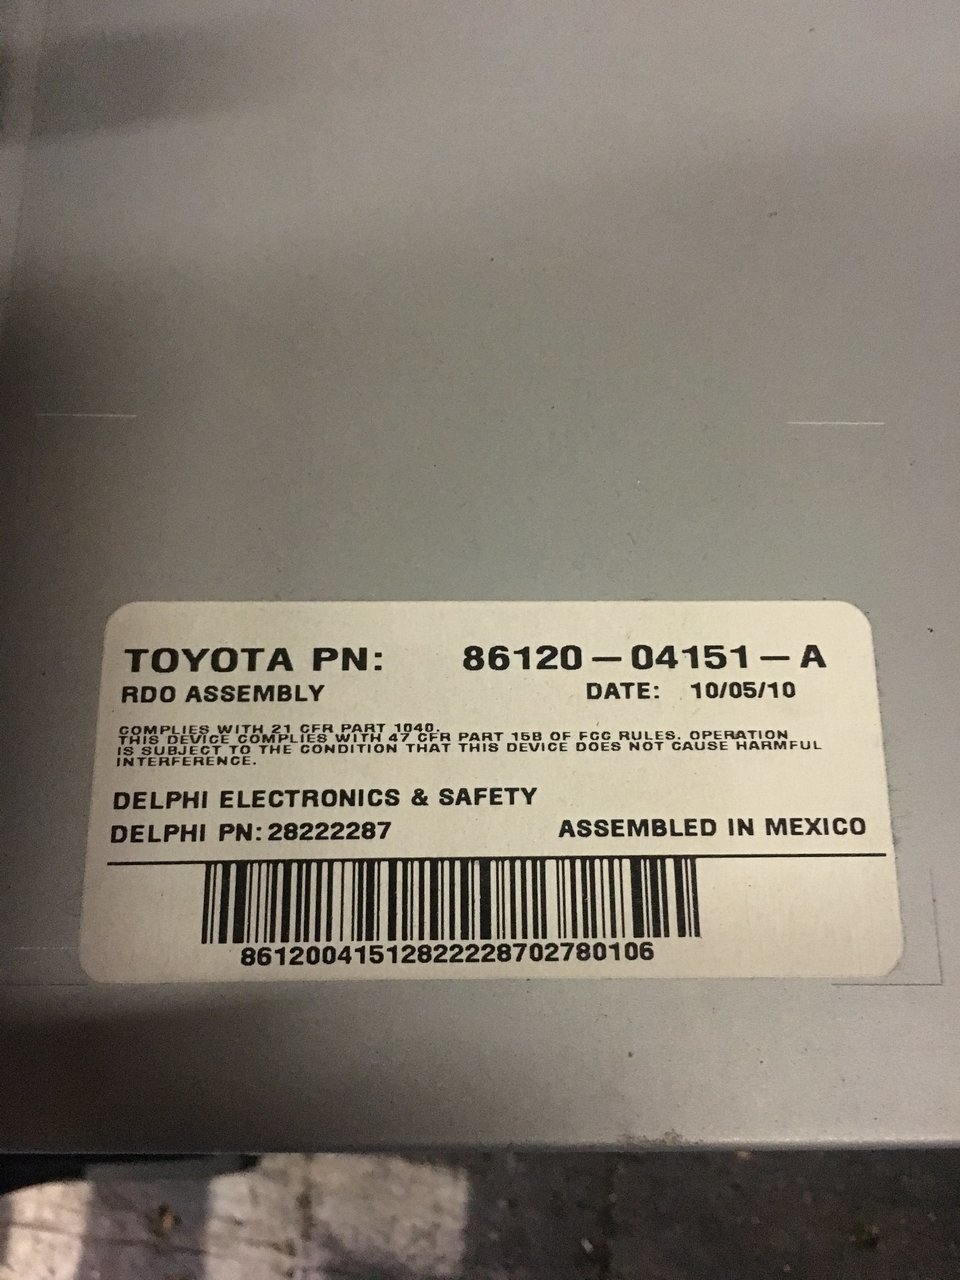 TOYOTA PN: 86120-04151-A
RDO ASSEMBLY DATE: 10/05/10
COMPLIES WITH 21 CFR PART 1040.
THIS DEVICE COMPLIES WITH 47 CFR PART 15B OF FCC RULES. OPERATION
IS SUBJECT TO THE CONDITION THAT THIS DEVICE DOES NOT CAUSE HARMFUL
INTERFERENCE.
DELPHI ELECTRONICS & SAFETY
DELPHI PN: 28222287 ASSEMBLED IN MEXICO
86120041512822228702780106